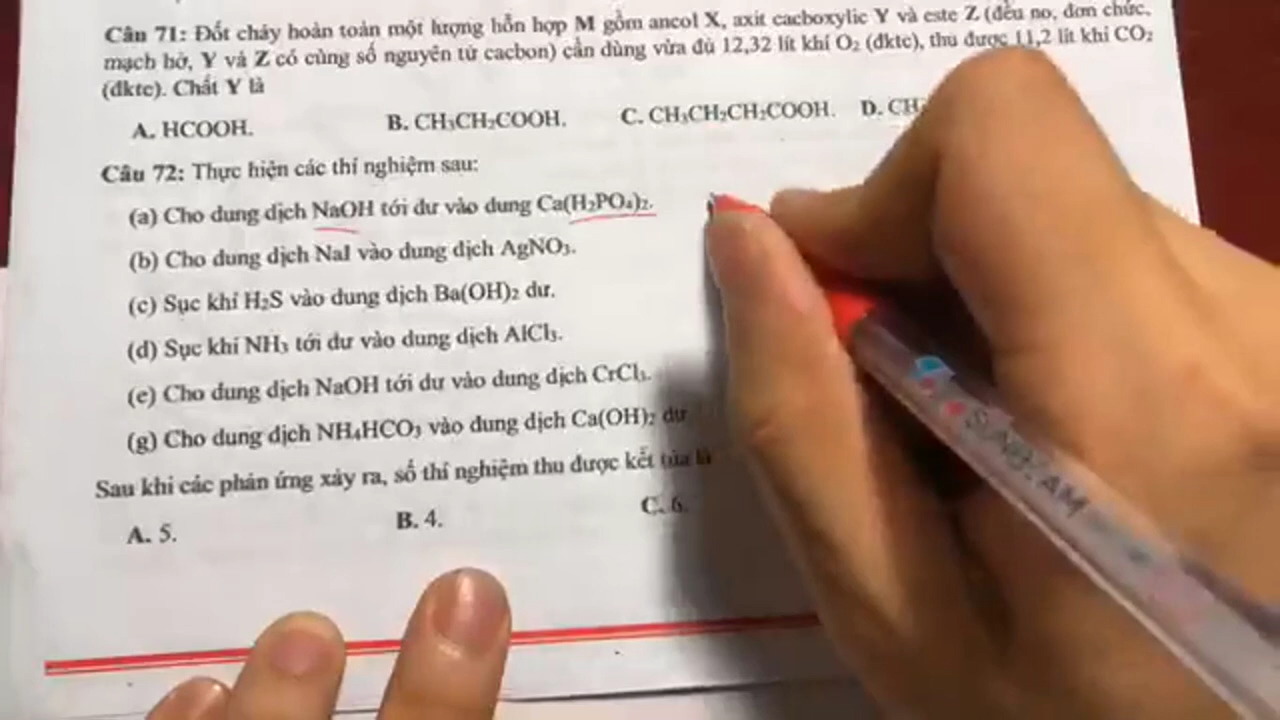 Câu 71: Đốt cháy hoàn toàn một lượng hỗn hợp M gồm ancol X, axit cacboxylic Y và este Z (đều no, đơn chức,
mạch hở, Y và Z có cùng số nguyên tử cacbon) cần dùng vừa đủ 12,32 lít khí O₂ (đktc), thu được 11,2 lít khí CO₂
(đktc). Chất Y là
A. HCOOH. B. CH₃CH₂COOH. C. CH₃CH₂CH₂COOH. D. CH
Câu 72: Thực hiện các thí nghiệm sau:
(a) Cho dung dịch NaOH tới dư vào dung Ca(H₂PO₄)₂.
(b) Cho dung dịch NaI vào dung dịch AgNO₃.
(c) Sục khí H₂S vào dung dịch Ba(OH)₂ dư.
(d) Sục khí NH₃ tới dư vào dung dịch AlCl₃.
(e) Cho dung dịch NaOH tới dư vào dung dịch CrCl₃.
(g) Cho dung dịch NH₄HCO₃ vào dung dịch Ca(OH)₂ dư
Sau khi các phản ứng xảy ra, số thí nghiệm thu được kết tủa là
A. 5. B. 4. C. 6.
SUNBEAM